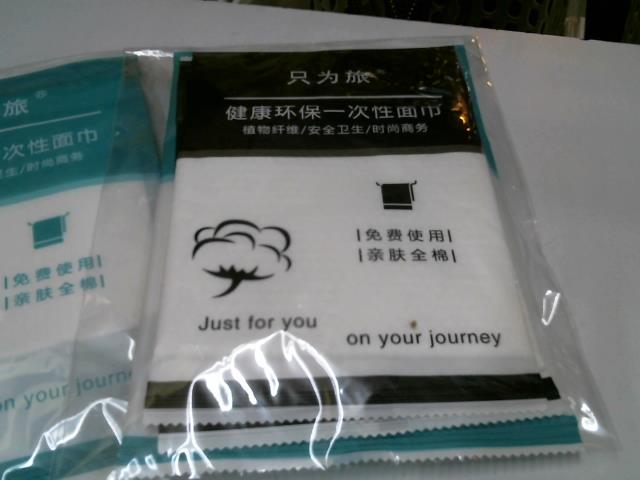 只为旅
健康环保一次性面巾
植物纤维/安全卫生/时尚商务
|免费使用|
|亲肤全棉|
Just for you
on your journey
旅®
次性面巾
卫生/时尚商务
|免费使用|
|亲肤全棉|
on your journ